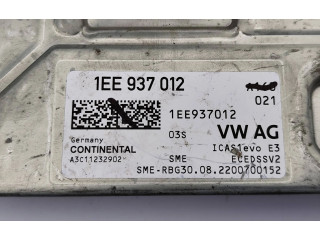 1EE 937 012
021
1EE937012
03S VW AG
Germany
CONTINENTAL
A3C11232902
ICAS1evo E3
SME ECEDSSV2
SME-RBG30.08.2200700152